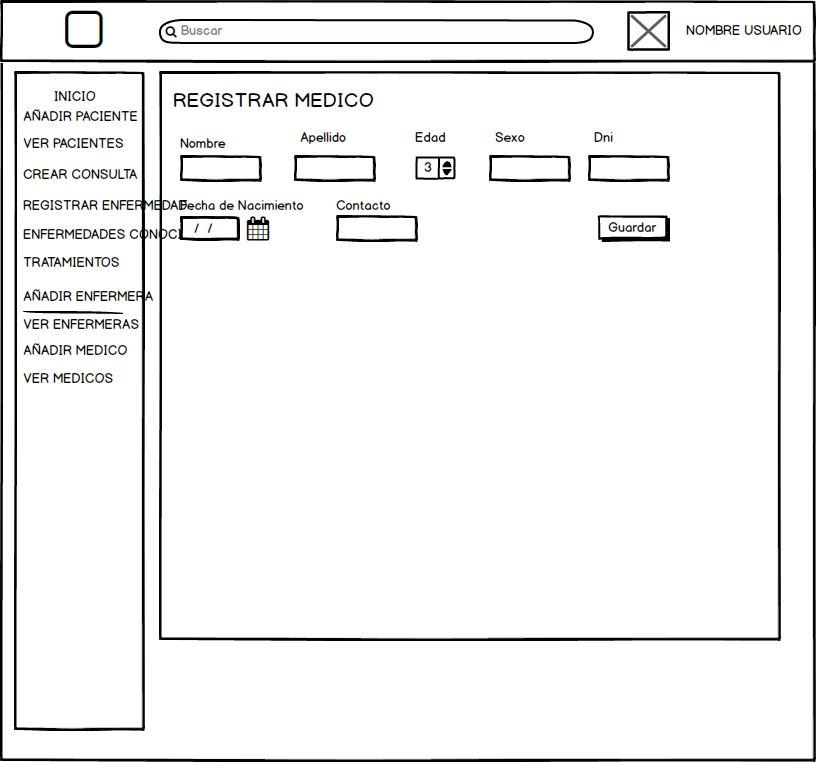 Buscar
NOMBRE USUARIO
INICIO
AÑADIR PACIENTE
VER PACIENTES
CREAR CONSULTA
REGISTRAR ENFERMEDAD
ENFERMEDADES CONOCI
TRATAMIENTOS
AÑADIR ENFERMERA
VER ENFERMERAS
AÑADIR MEDICO
VER MEDICOS
REGISTRAR MEDICO
Nombre
Apellido
Edad
Sexo
Dni
3
Fecha de Nacimiento
Contacto
/ /
Guardar